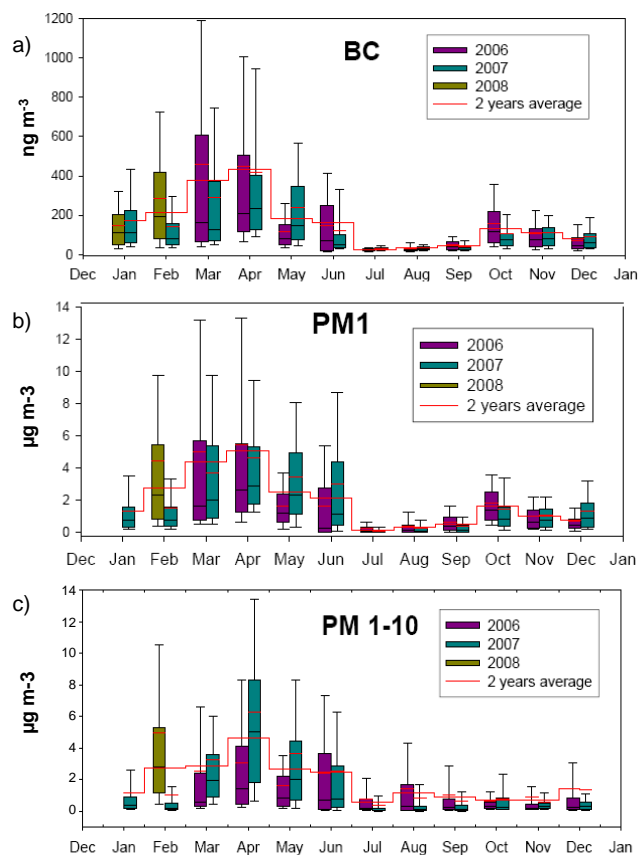 a)
BC
ng m-3
1200
1000
800
600
400
200
0
2006
2007
2008
2 years average
Dec Jan Feb Mar Apr May Jun Jul Aug Sep Oct Nov Dec Jan
b)
PM1
µg m-3
14
12
10
8
6
4
2
0
2006
2007
2008
2 years average
Dec Jan Feb Mar Apr May Jun Jul Aug Sep Oct Nov Dec Jan
c)
PM 1-10
µg m-3
14
12
10
8
6
4
2
0
2006
2007
2008
2 years average
Dec Jan Feb Mar Apr May Jun Jul Aug Sep Oct Nov Dec Jan